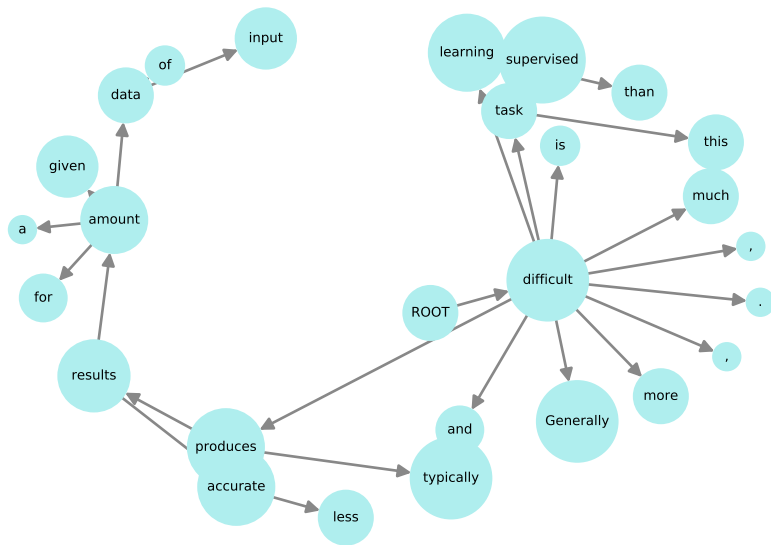 input
learning
supervised
of
than
data
task
this
is
given
much
amount
a
,
difficult
for
.
ROOT
,
results
more
Generally
and
produces
typically
accurate
less